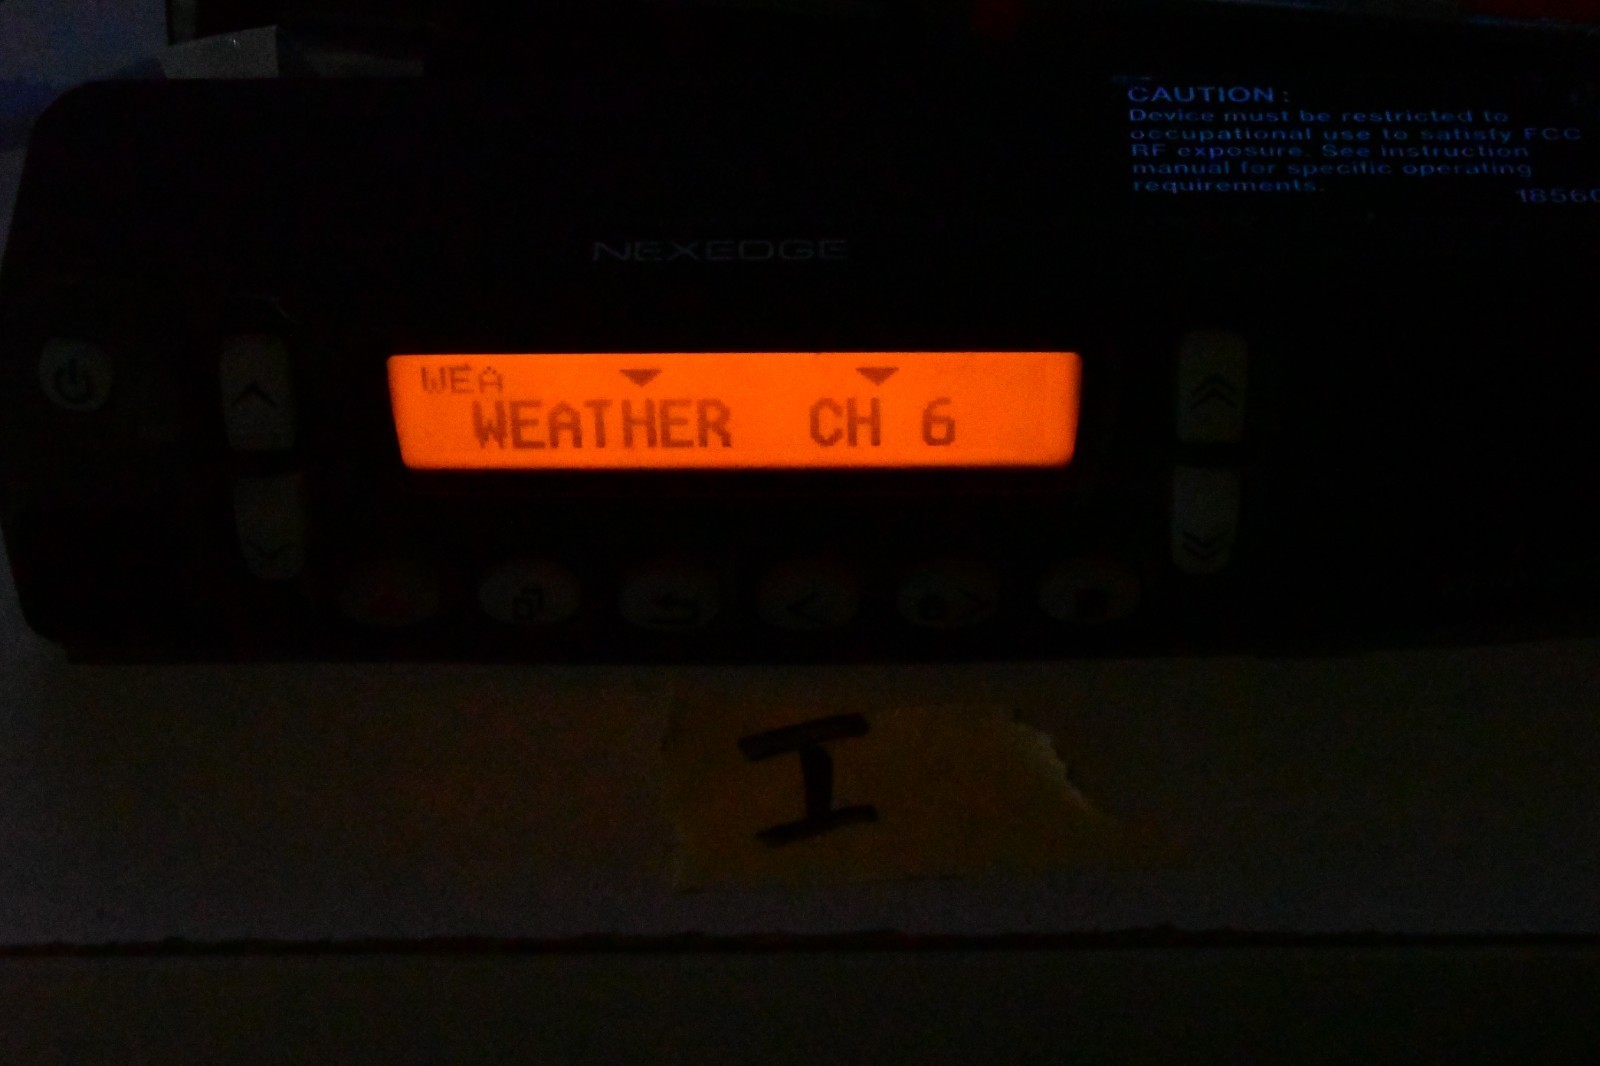 CAUTION:
Device must be restricted to
occupational use to satisfy FCC
RF exposure. See instruction
manual for specific operating
requirements.
18560
NEXEDGE
WEA
WEATHER CH 6
I